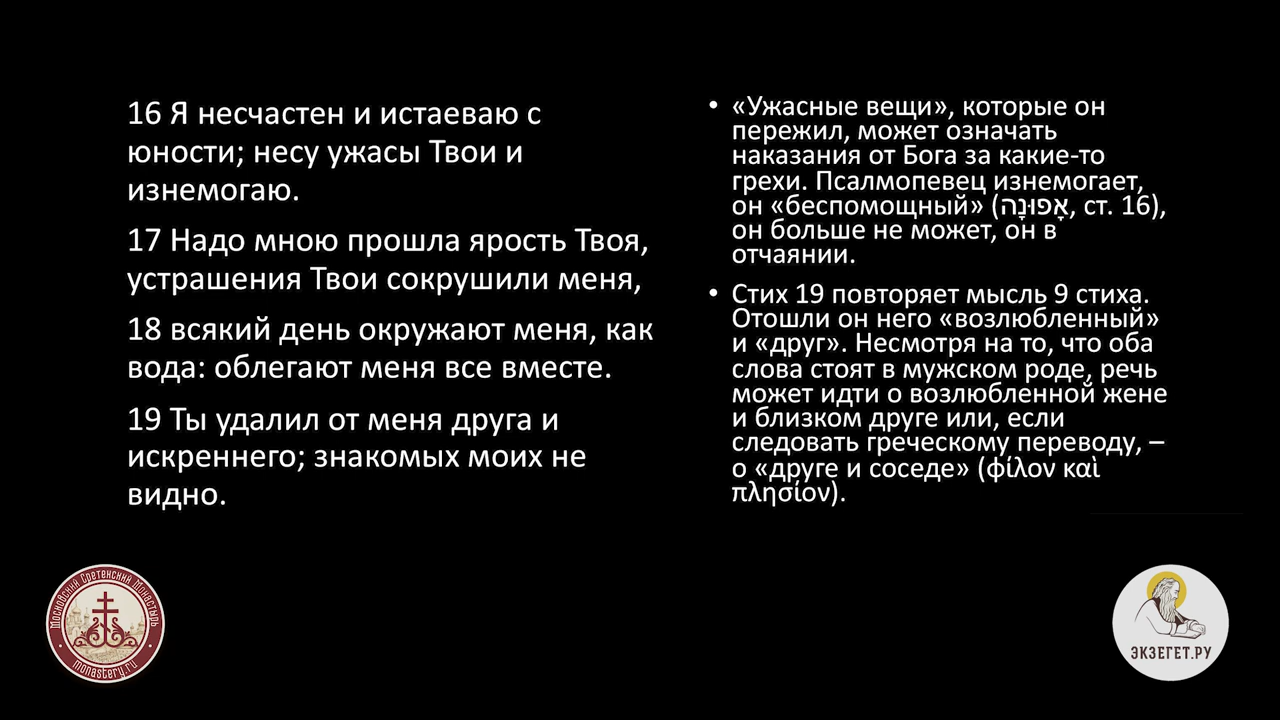 16 Я несчастен и истаеваю с
юности; несу ужасы Твои и
изнемогаю.
17 Надо мною прошла ярость Твоя,
устрашения Твои сокрушили меня,
18 всякий день окружают меня, как
вода: облегают меня все вместе.
19 Ты удалил от меня друга и
искреннего; знакомых моих не
видно.
• «Ужасные вещи», которые он
пережил, может означать
наказания от Бога за какие-то
грехи. Псалмопевец изнемогает,
он «беспомощный» (אָפוּנָה, ст. 16),
он больше не может, он в
отчаянии.
• Стих 19 повторяет мысль 9 стиха.
Отошли он него «возлюбленный»
и «друг». Несмотря на то, что оба
слова стоят в мужском роде, речь
может идти о возлюбленной жене
и близком друге или, если
следовать греческому переводу, –
о «друге и соседе» (φίλον καὶ
πλησίον).
Московский Сретенский Монастырь
monastery.ru
ЭКЗЕГЕТ.РУ